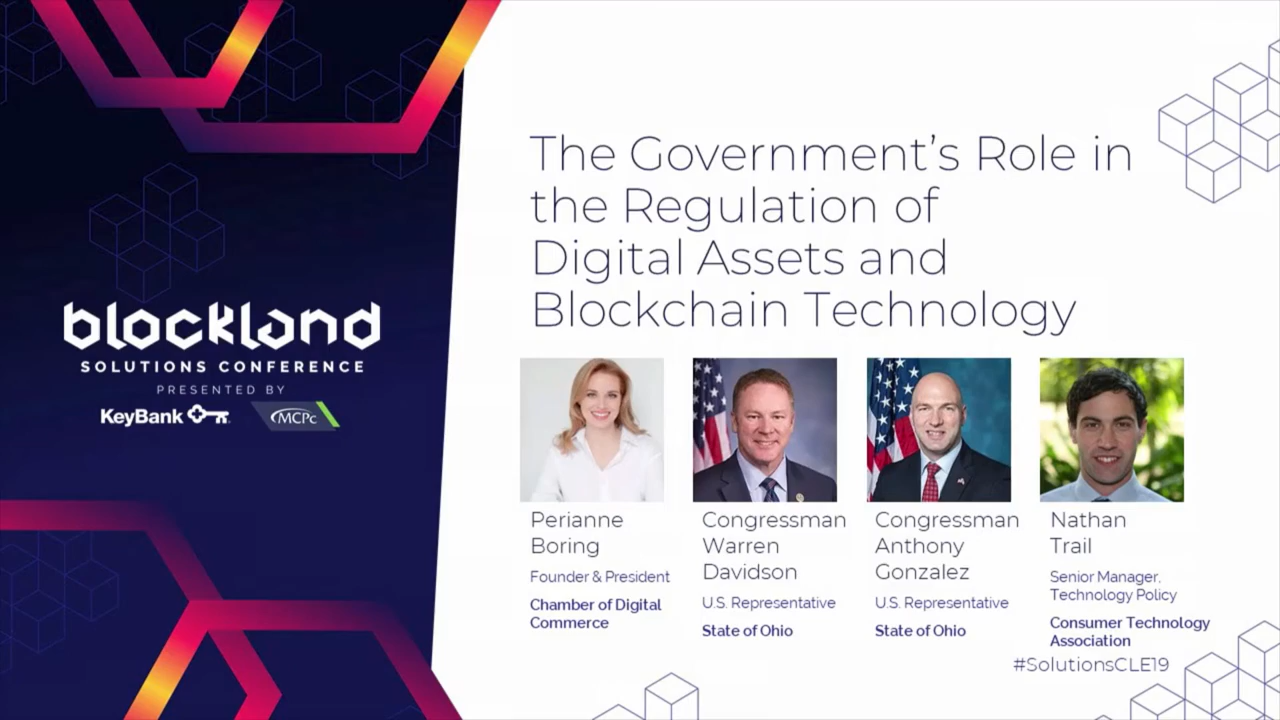 blockland
SOLUTIONS CONFERENCE
PRESENTED BY
KeyBank
MCPc
The Government’s Role in
the Regulation of
Digital Assets and
Blockchain Technology
Perianne
Boring
Founder & President
Chamber of Digital
Commerce
Congressman
Warren
Davidson
U.S. Representative
State of Ohio
Congressman
Anthony
Gonzalez
U.S. Representative
State of Ohio
Nathan
Trail
Senior Manager,
Technology Policy
Consumer Technology
Association
#SolutionsCLE19